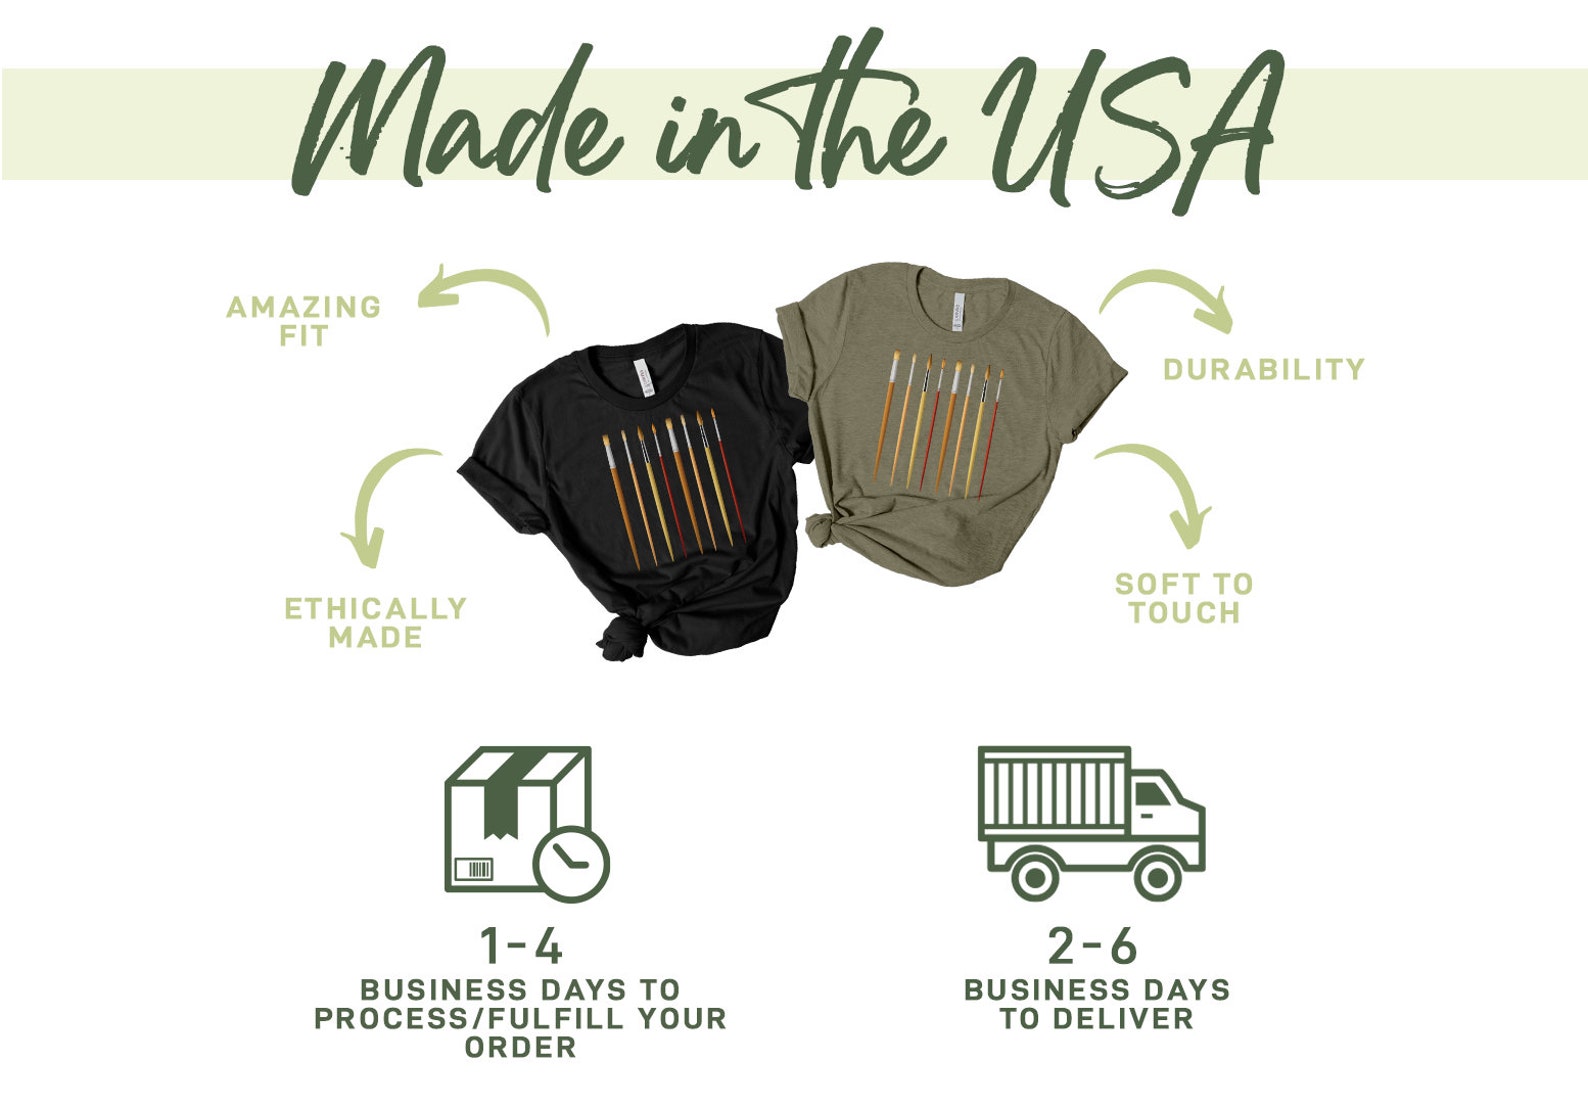 Made in the USA
AMAZING
FIT
DURABILITY
ETHICALLY
MADE
SOFT TO
TOUCH
1-4
BUSINESS DAYS TO
PROCESS/FULFILL YOUR
ORDER
2-6
BUSINESS DAYS
TO DELIVER